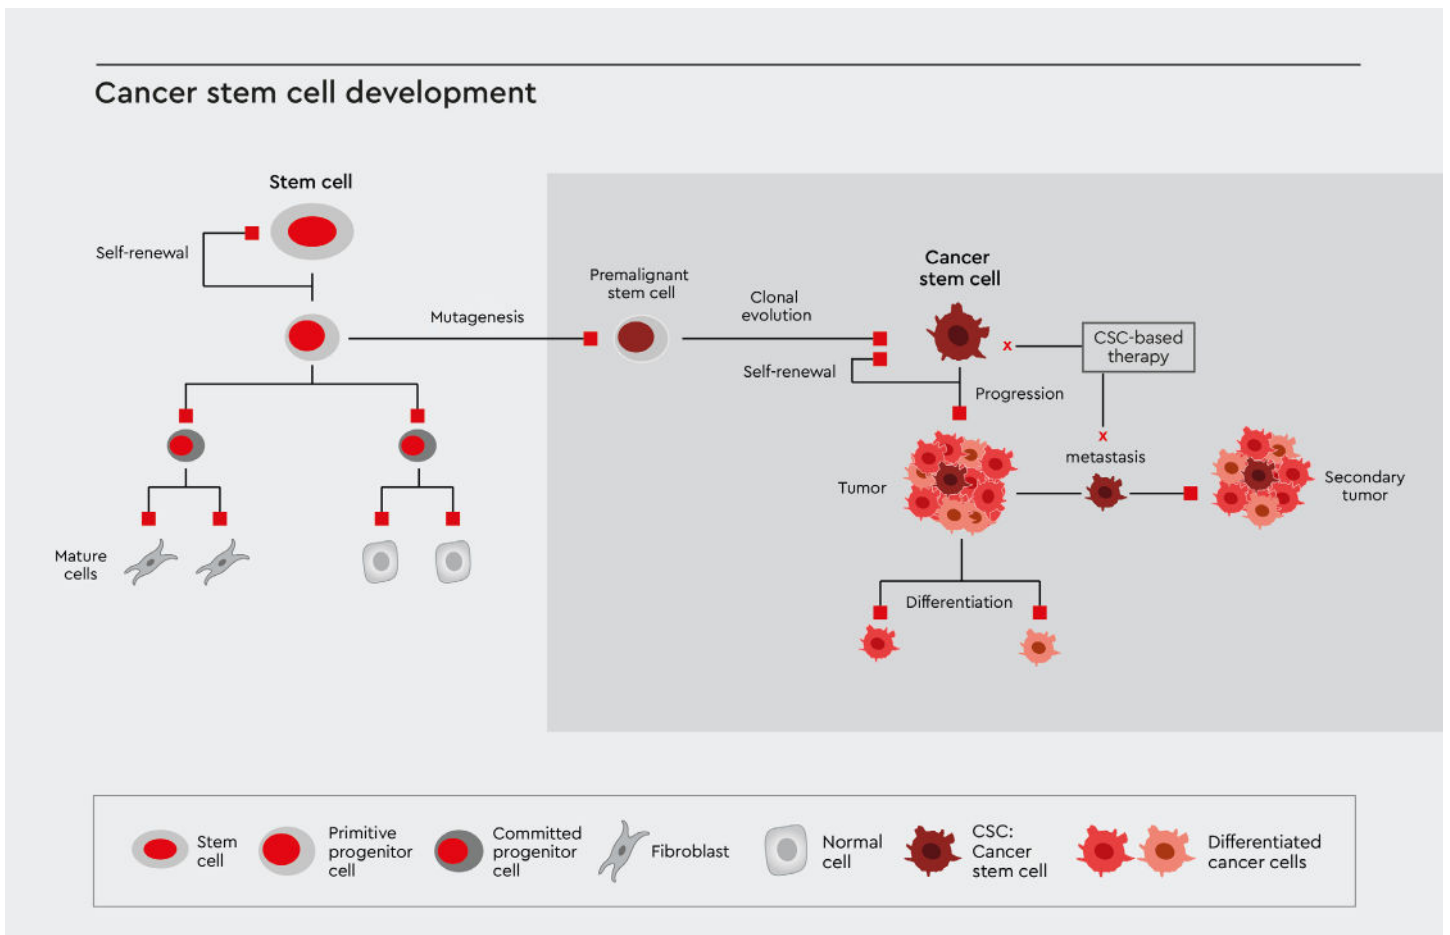 Cancer stem cell development
Stem cell
Self-renewal
Mutagenesis
Mature
cells
Premalignant
stem cell
Clonal
evolution
Cancer
stem cell
Self-renewal
CSC-based
therapy
x
x
Progression
Tumor
metastasis
Secondary
tumor
Differentiation
Stem
cell
Primitive
progenitor
cell
Committed
progenitor
cell
Fibroblast
Normal
cell
CSC:
Cancer
stem cell
Differentiated
cancer cells